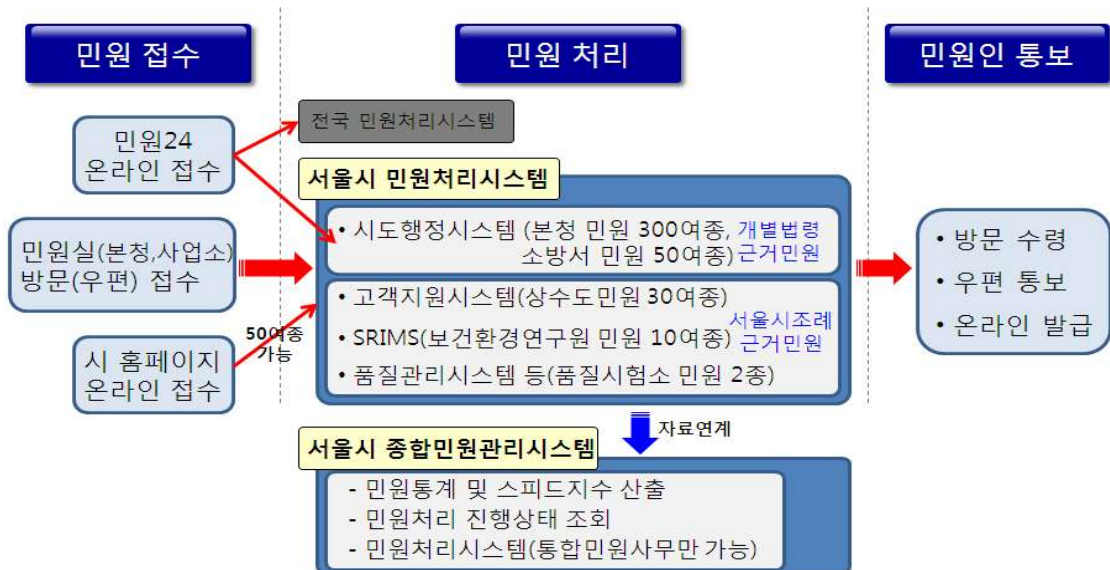 민원 접수
민원 처리
민원인 통보
민원24
온라인 접수
민원실(본청,사업소)
방문(우편) 접수
50여종
가능
시 홈페이지
온라인 접수
전국 민원처리시스템
서울시 민원처리시스템
• 시도행정시스템 (본청 민원 300여종, 개별법령
소방서 민원 50여종) 근거민원
• 고객지원시스템(상수도민원 30여종)
• SRIMS(보건환경연구원 민원 10여종) 서울시조례
근거민원
• 품질관리시스템 등(품질시험소 민원 2종)
자료연계
서울시 종합민원관리시스템
- 민원통계 및 스피드지수 산출
- 민원처리 진행상태 조회
- 민원처리시스템(통합민원사무만 가능)
• 방문 수령
• 우편 통보
• 온라인 발급